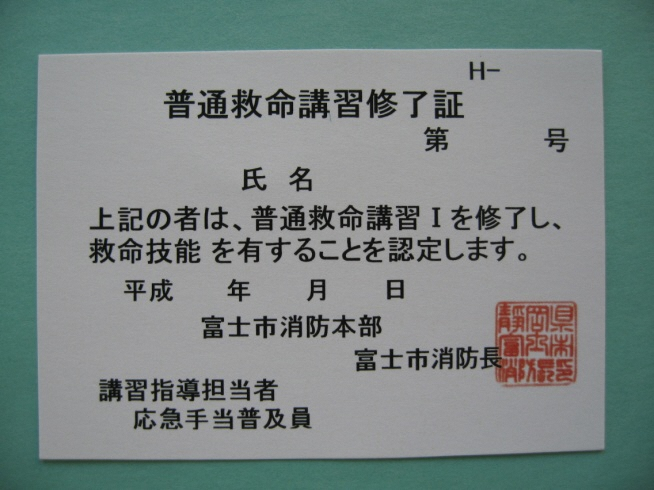 H-
普通救命講習修了証
第 号
氏 名
上記の者は、普通救命講習Ⅰを修了し、
救命技能 を有することを認定します。
平成 年 月 日
富士市消防本部
富士市消防長
講習指導担当者
応急手当普及員